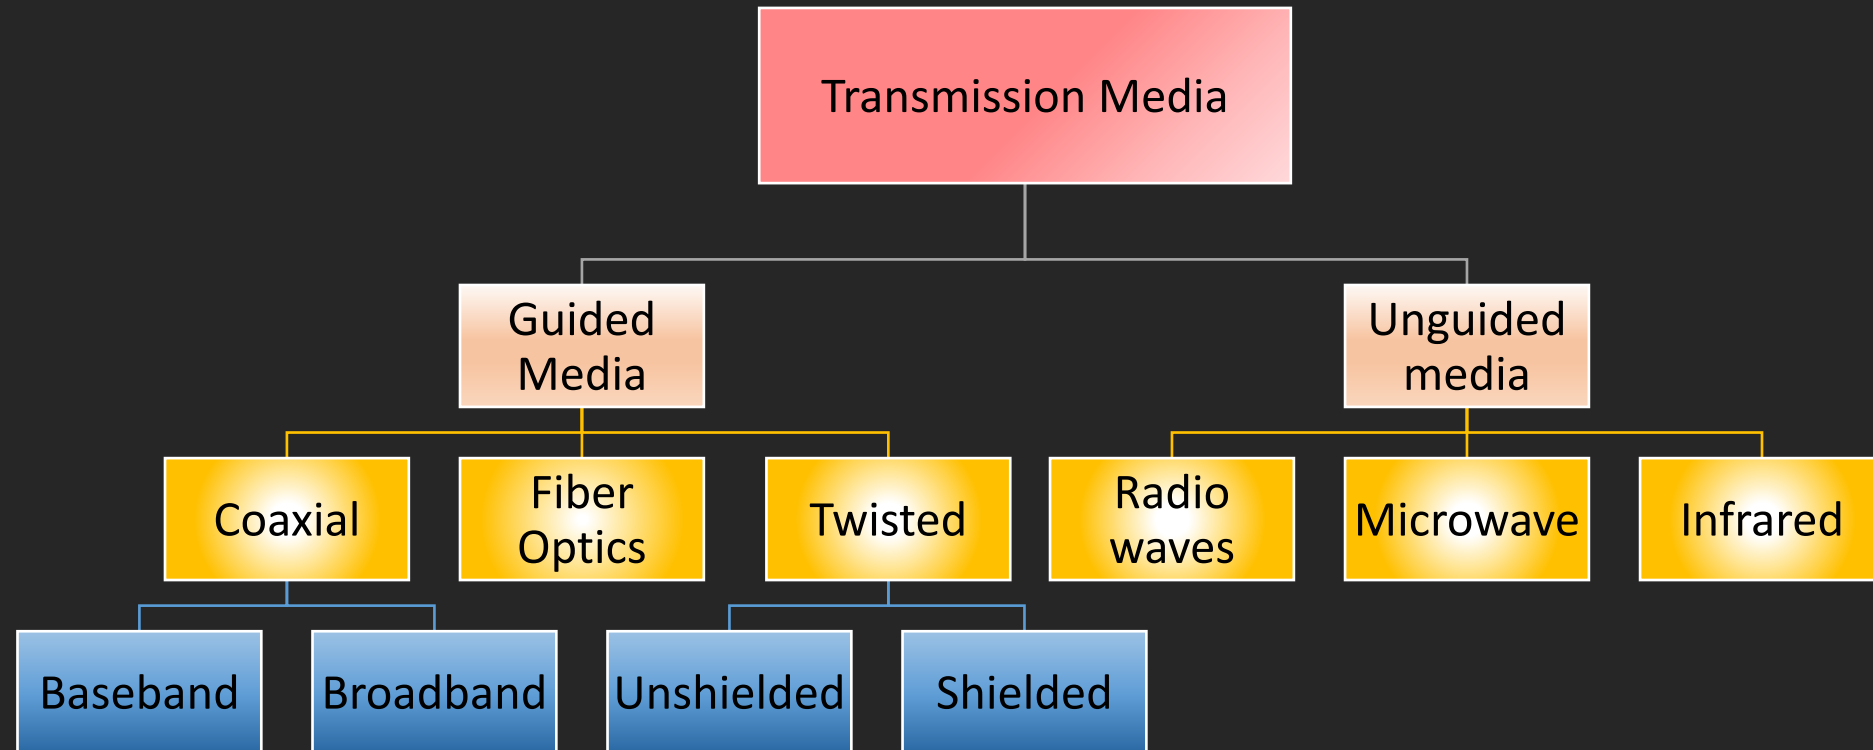 Transmission Media
Guided
Media
Unguided
media
Coaxial
Fiber
Optics
Twisted
Radio
waves
Microwave
Infrared
Baseband
Broadband
Unshielded
Shielded